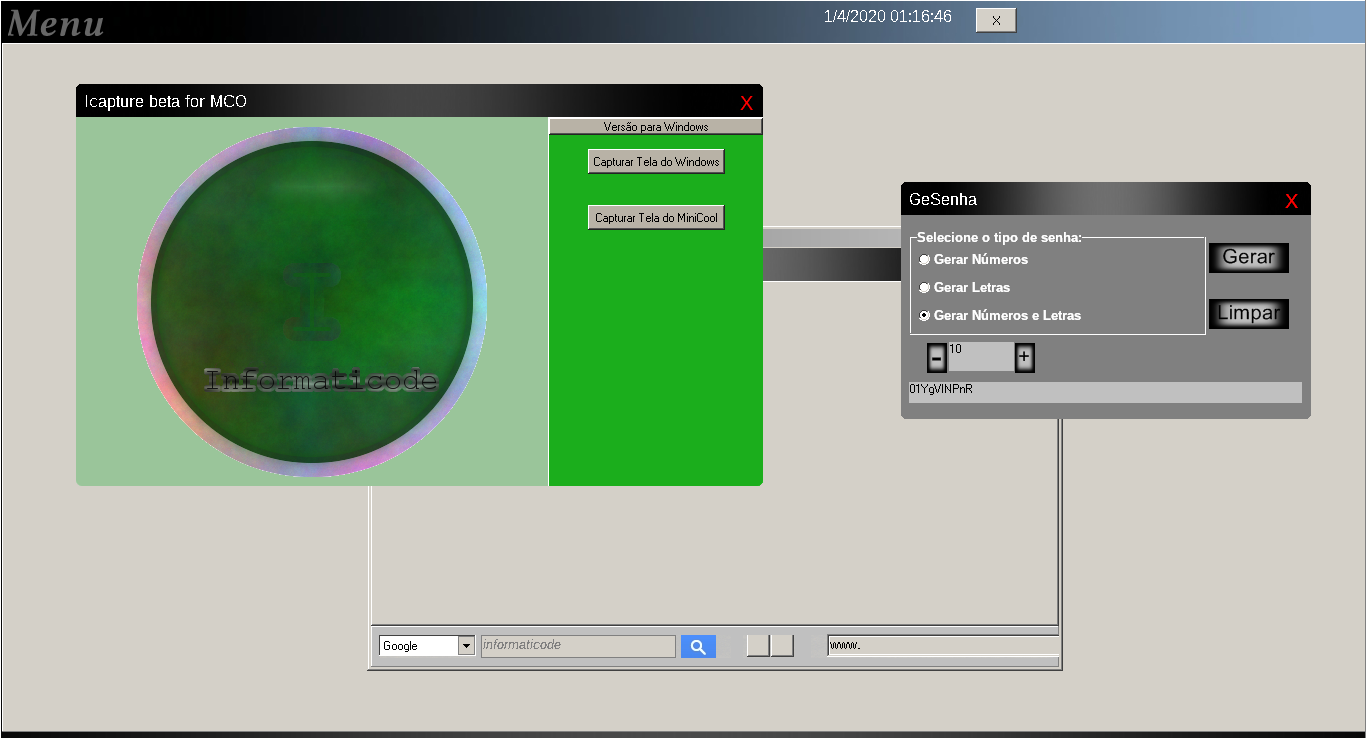 Menu
1/4/2020 01:16:46
X
Icapture beta for MCO
X
Versão para Windows
Capturar Tela do Windows
Capturar Tela do MiniCool
I
Informaticode
GeSenha
X
Selecione o tipo de senha:
Gerar Números
Gerar Letras
Gerar Números e Letras
Gerar
Limpar
- 10 +
01YgVINPnR
Google
informaticode
www.